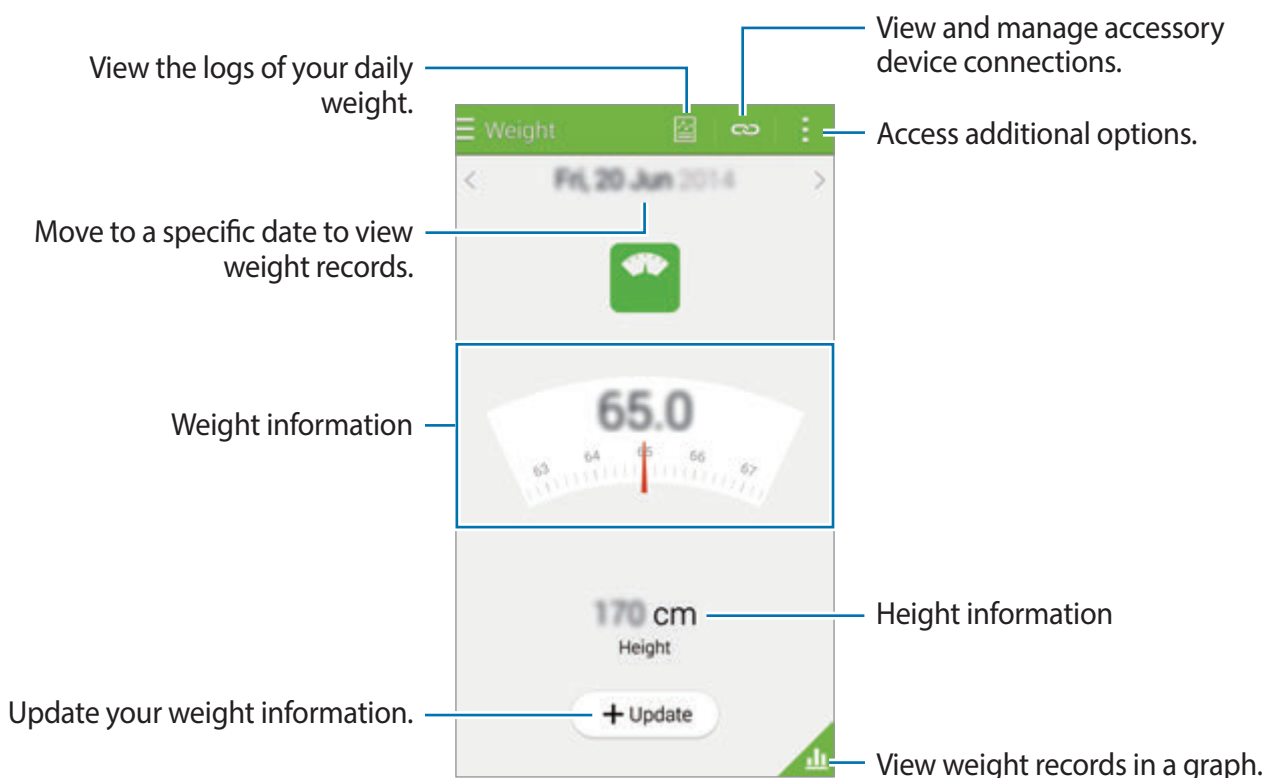 View and manage accessory
device connections.
View the logs of your daily
weight.
Weight
Access additional options.
Fri, 20 Jun 2014
Move to a specific date to view
weight records.
65.0
Weight information
63 64 65 66 67
170 cm
Height information
Height
Update your weight information.
+ Update
View weight records in a graph.